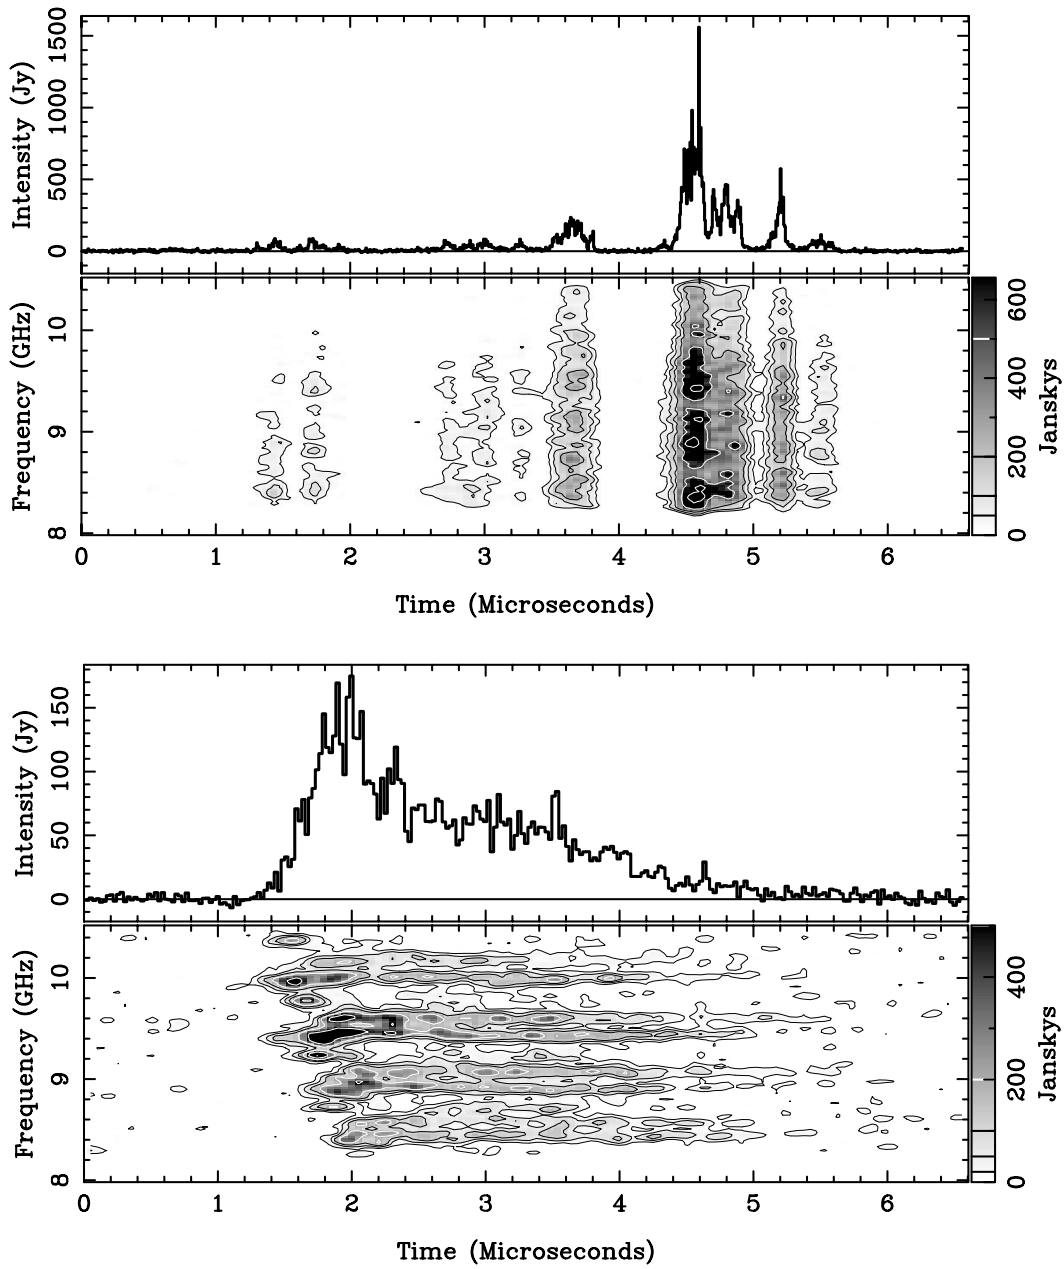 Intensity (Jy)
0 500 1000 1500
Frequency (GHz)
8 9 10
0 200 400 600
Janskys
0 1 2 3 4 5 6
Time (Microseconds)
Intensity (Jy)
0 50 100 150
Frequency (GHz)
8 9 10
0 200 400
Janskys
0 1 2 3 4 5 6
Time (Microseconds)